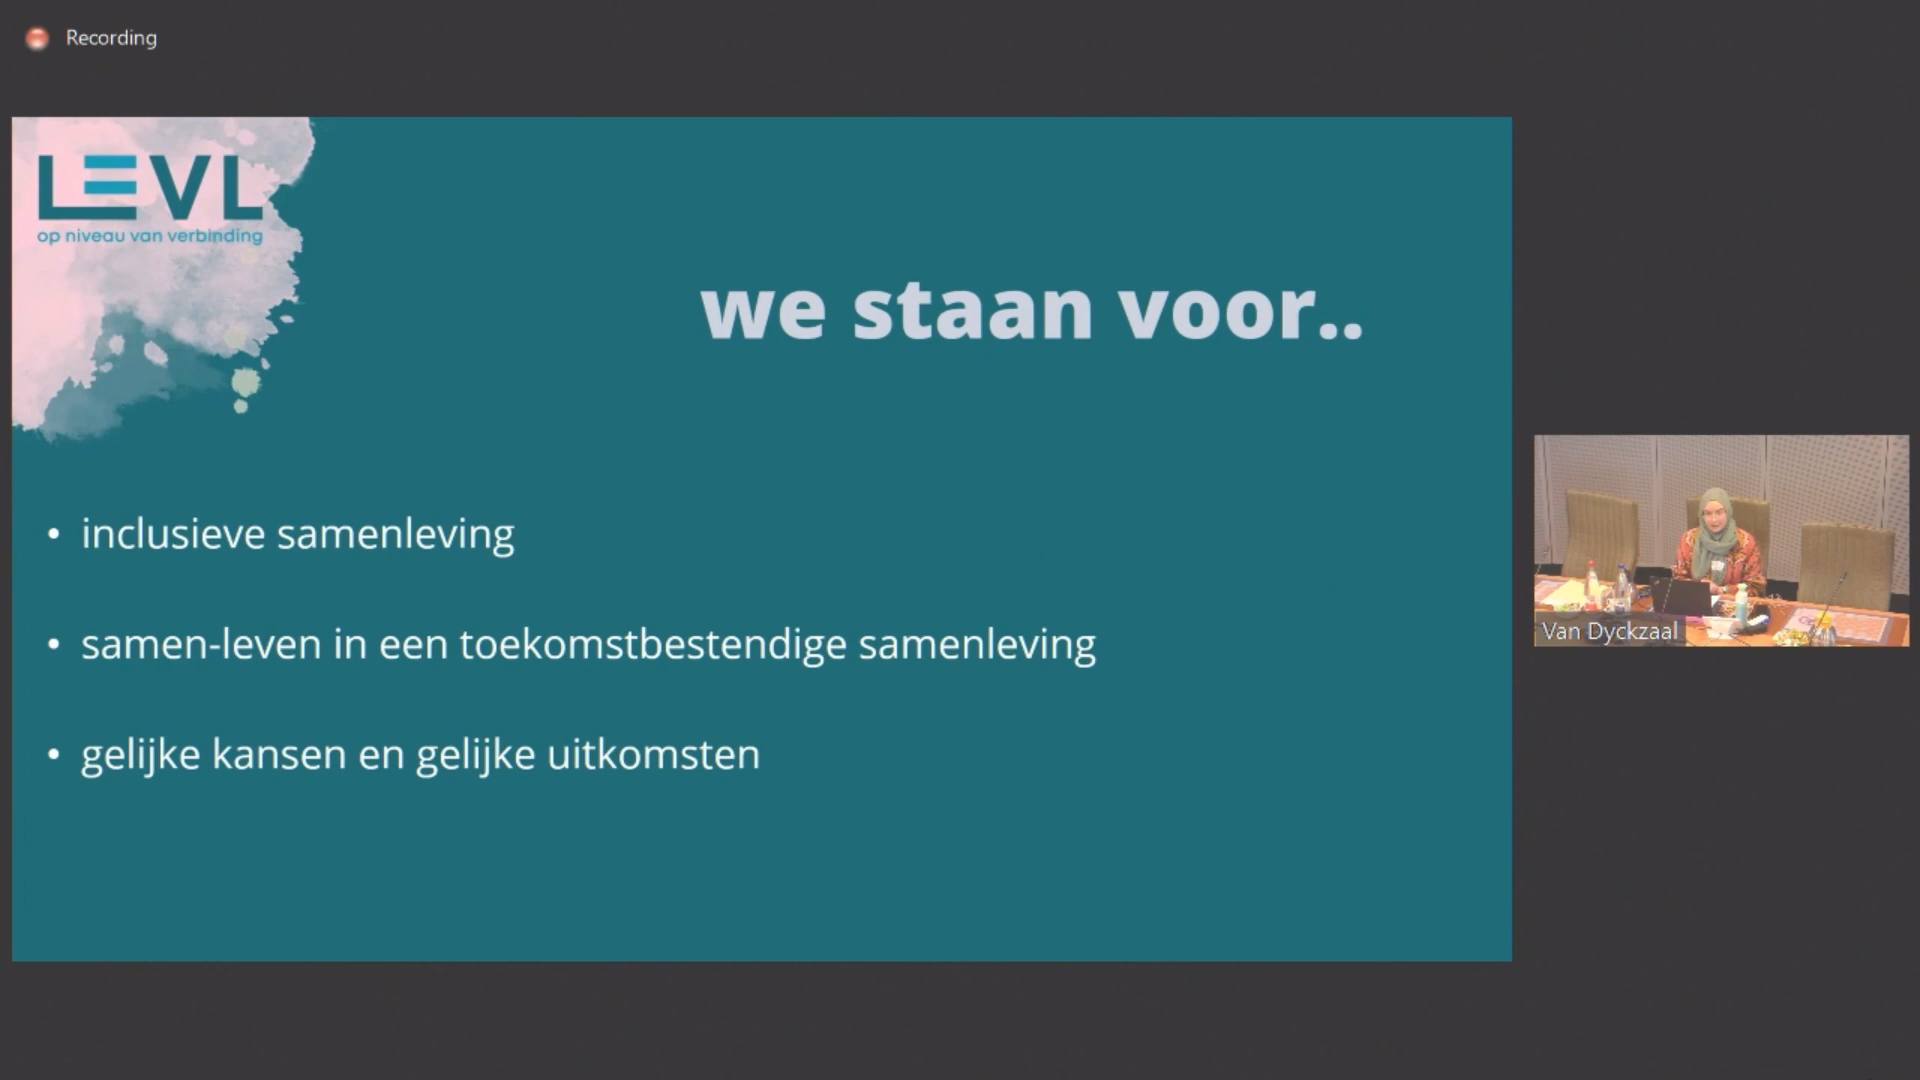 Recording
LEVL
op niveau van verbinding
we staan voor..
• inclusieve samenleving
• samen-leven in een toekomstbestendige samenleving
• gelijke kansen en gelijke uitkomsten
Van Dyckzaal